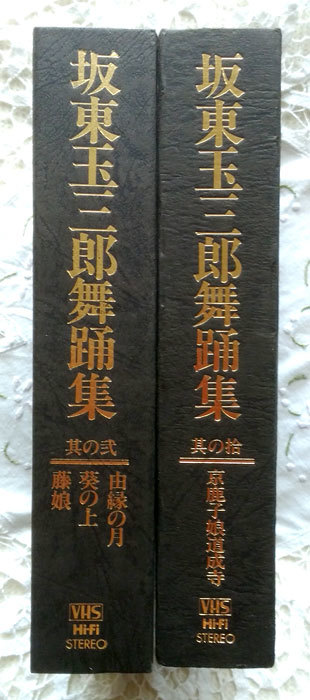 坂東玉三郎舞踊集
其の弐
由縁の月
葵の上
藤娘
VHS
Hi-Fi
STEREO
坂東玉三郎舞踊集
其の拾
京鹿子娘道成寺
VHS
Hi-Fi
STEREO